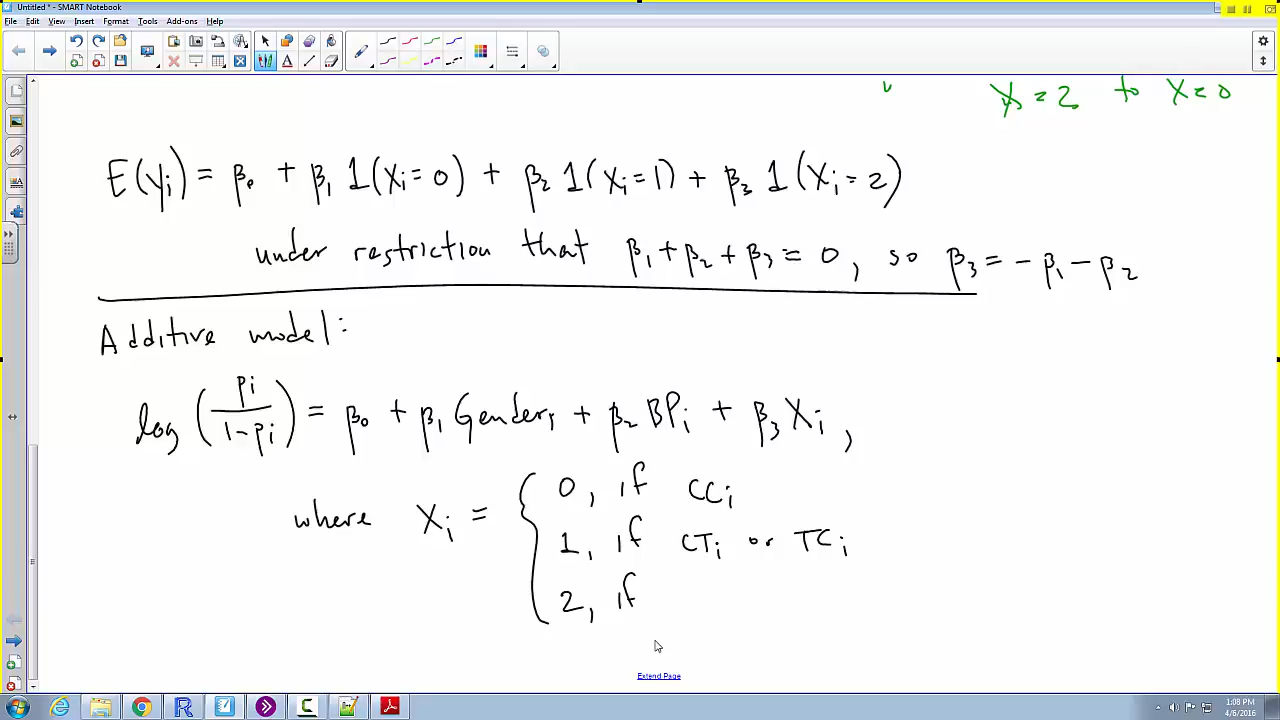 Untitled * - SMART Notebook
File Edit View Insert Format Tools Add-ons Help
X = 2 to X = 0
E(Yi) = β0 + β1 1(Xi = 0) + β2 1(Xi = 1) + β3 1(Xi = 2)
under restriction that β1 + β2 + β3 = 0, so β3 = -β1 - β2
Additive model:
log (pi / 1-pi) = β0 + β1 Genderi + β2 BPi + β3 Xi,
where Xi = { 0, if CCi
1, if CTi or TCi
2, if
Extend Page
1:08 PM
4/6/2016